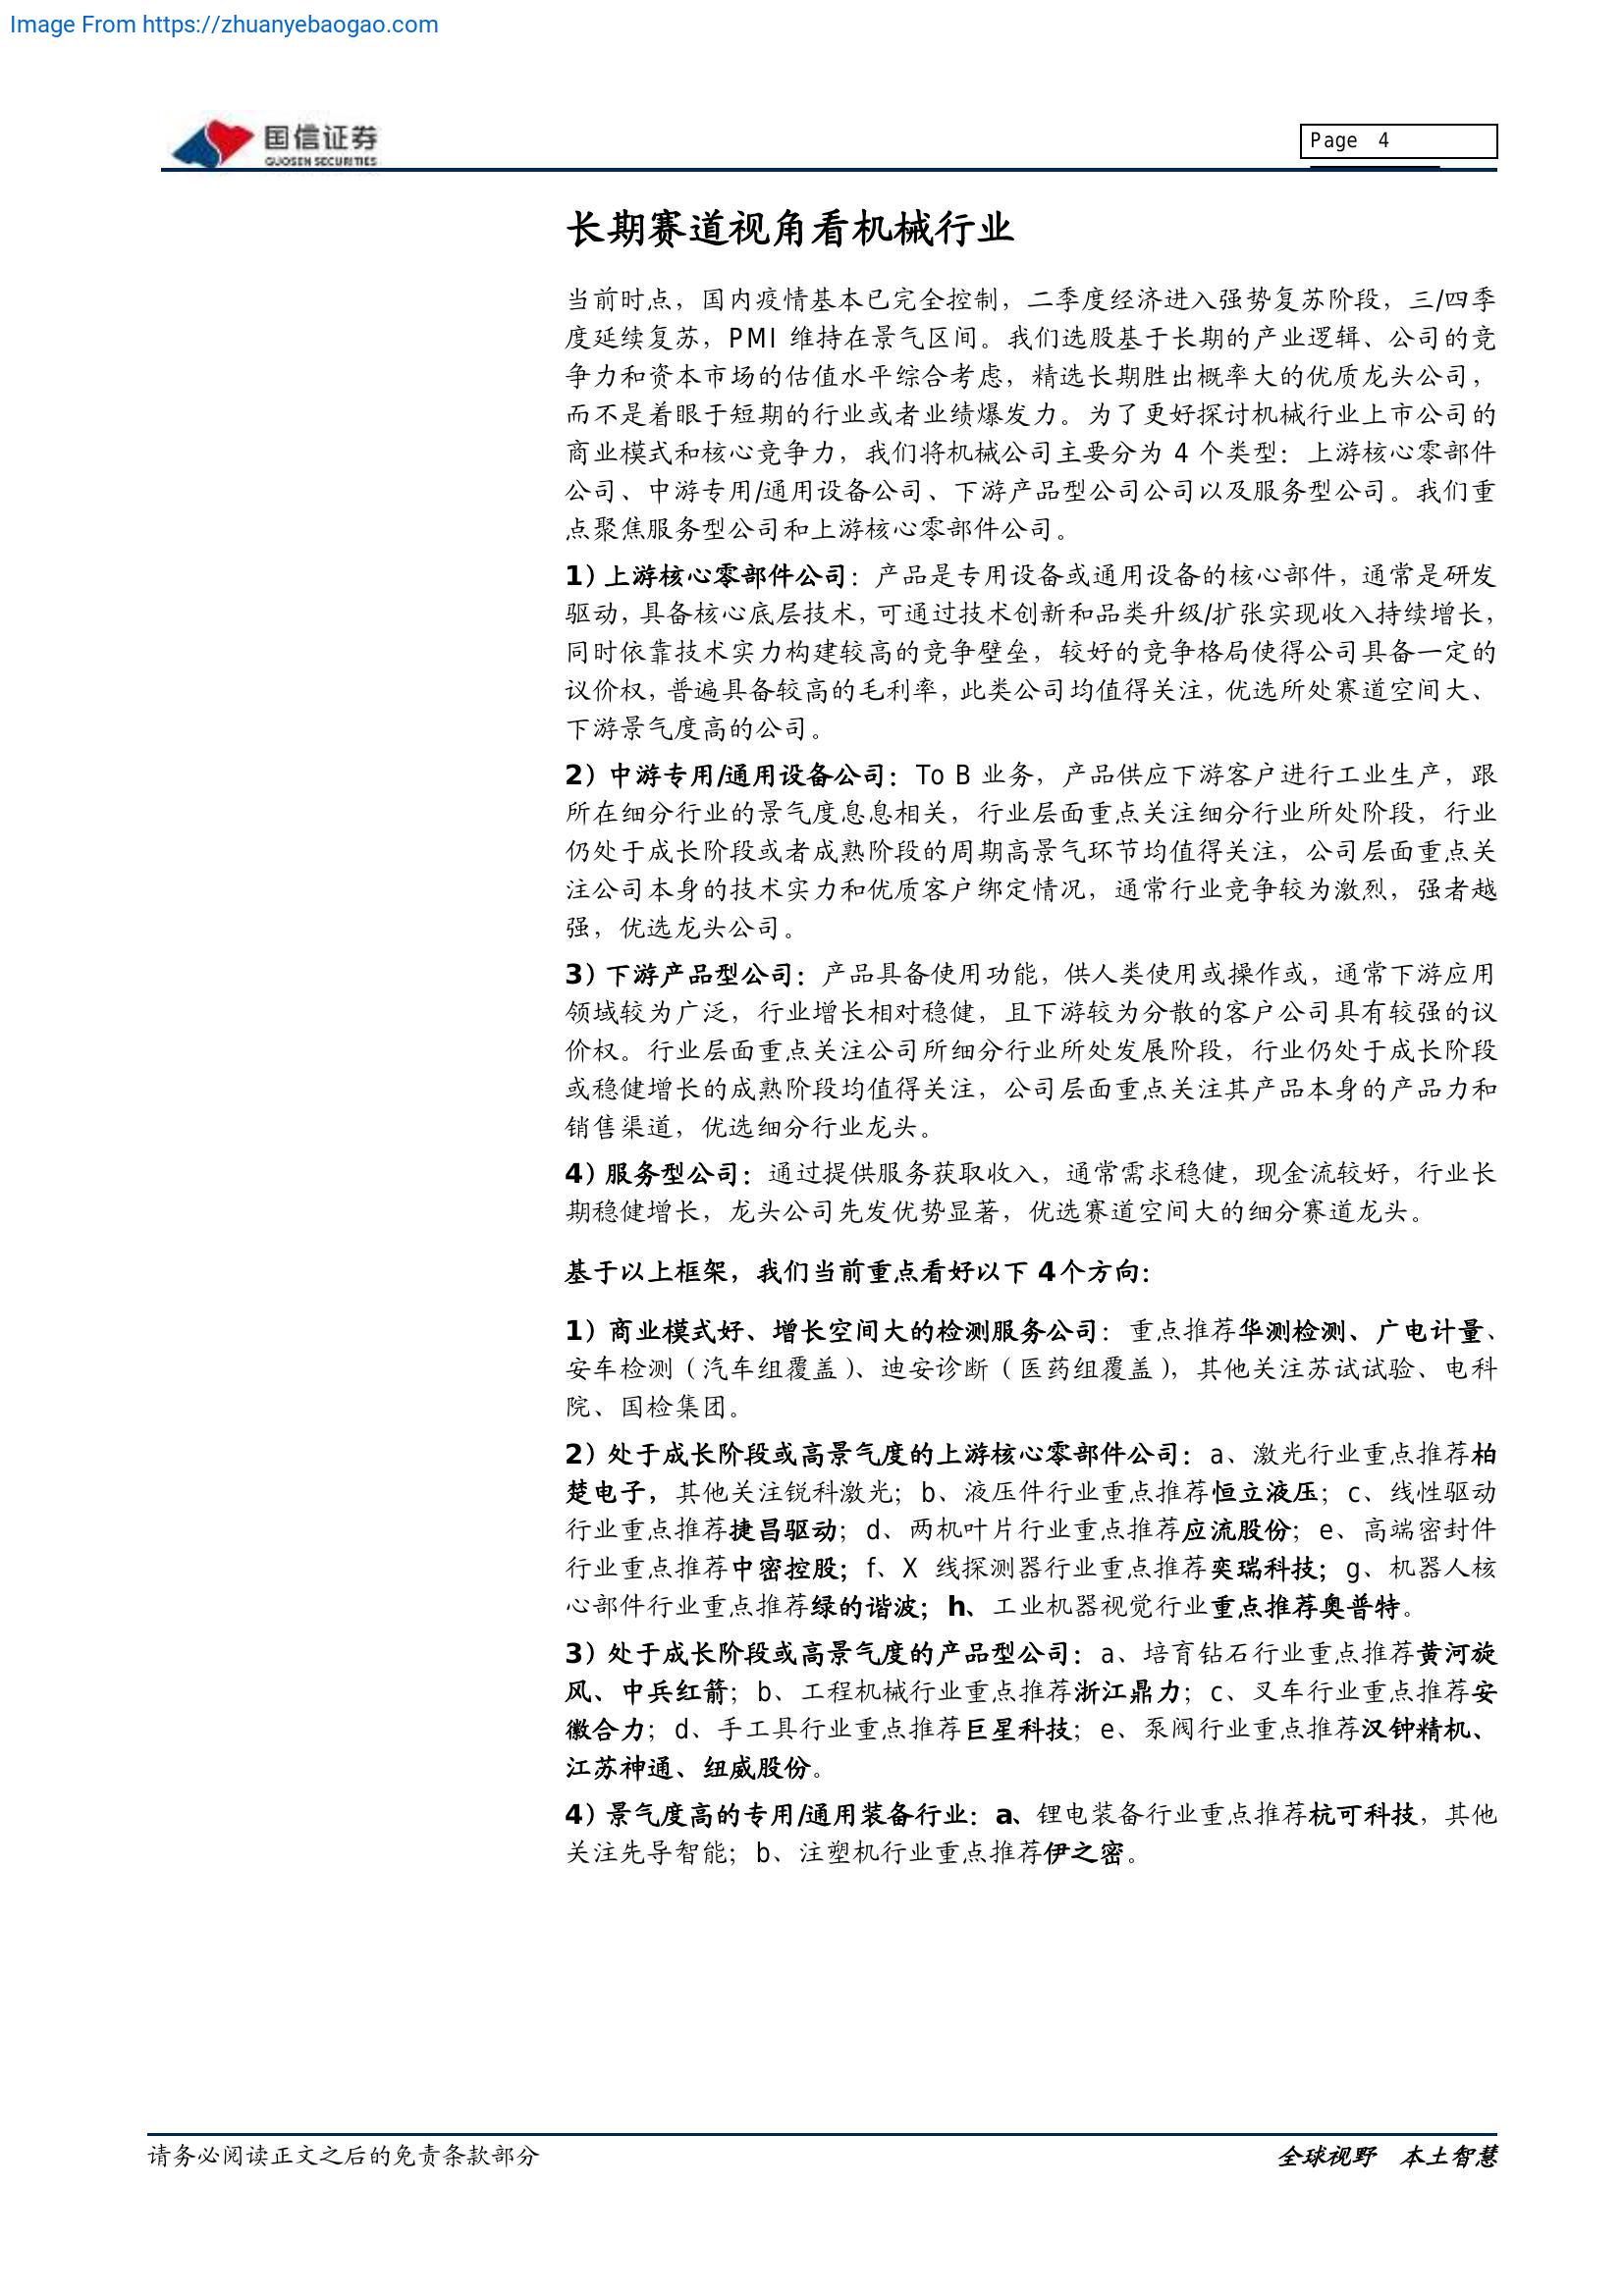 Image From https://zhuanyebaogao.com
国信证券
GUOSEN SECURITIES
Page 4
长期赛道视角看机械行业
当前时点，国内疫情基本已完全控制，二季度经济进入强势复苏阶段，三/四季
度延续复苏，PMI 维持在景气区间。我们选股基于长期的产业逻辑、公司的竞
争力和资本市场的估值水平综合考虑，精选长期胜出概率大的优质龙头公司，
而不是着眼于短期的行业或者业绩爆发力。为了更好探讨机械行业上市公司的
商业模式和核心竞争力，我们将机械公司主要分为 4 个类型：上游核心零部件
公司、中游专用/通用设备公司、下游产品型公司公司以及服务型公司。我们重
点聚焦服务型公司和上游核心零部件公司。
1）上游核心零部件公司：产品是专用设备或通用设备的核心部件，通常是研发
驱动，具备核心底层技术，可通过技术创新和品类升级/扩张实现收入持续增长，
同时依靠技术实力构建较高的竞争壁垒，较好的竞争格局使得公司具备一定的
议价权，普遍具备较高的毛利率，此类公司均值得关注，优选所处赛道空间大、
下游景气度高的公司。
2）中游专用/通用设备公司：To B 业务，产品供应下游客户进行工业生产，跟
所在细分行业的景气度息息相关，行业层面重点关注细分行业所处阶段，行业
仍处于成长阶段或者成熟阶段的周期高景气环节均值得关注，公司层面重点关
注公司本身的技术实力和优质客户绑定情况，通常行业竞争较为激烈，强者越
强，优选龙头公司。
3）下游产品型公司：产品具备使用功能，供人类使用或操作或，通常下游应用
领域较为广泛，行业增长相对稳健，且下游较为分散的客户公司具有较强的议
价权。行业层面重点关注公司所细分行业所处发展阶段，行业仍处于成长阶段
或稳健增长的成熟阶段均值得关注，公司层面重点关注其产品本身的产品力和
销售渠道，优选细分行业龙头。
4）服务型公司：通过提供服务获取收入，通常需求稳健，现金流较好，行业长
期稳健增长，龙头公司先发优势显著，优选赛道空间大的细分赛道龙头。
基于以上框架，我们当前重点看好以下 4个方向：
1）商业模式好、增长空间大的检测服务公司：重点推荐华测检测、广电计量、
安车检测（汽车组覆盖）、迪安诊断（医药组覆盖），其他关注苏试试验、电科
院、国检集团。
2）处于成长阶段或高景气度的上游核心零部件公司：a、激光行业重点推荐柏
楚电子，其他关注锐科激光；b、液压件行业重点推荐恒立液压；c、线性驱动
行业重点推荐捷昌驱动；d、两机叶片行业重点推荐应流股份；e、高端密封件
行业重点推荐中密控股；f、X 线探测器行业重点推荐奕瑞科技；g、机器人核
心部件行业重点推荐绿的谐波；h、工业机器视觉行业重点推荐奥普特。
3）处于成长阶段或高景气度的产品型公司：a、培育钻石行业重点推荐黄河旋
风、中兵红箭；b、工程机械行业重点推荐浙江鼎力；c、叉车行业重点推荐安
徽合力；d、手工具行业重点推荐巨星科技；e、泵阀行业重点推荐汉钟精机、
江苏神通、纽威股份。
4）景气度高的专用/通用装备行业：a、锂电装备行业重点推荐杭可科技，其他
关注先导智能；b、注塑机行业重点推荐伊之密。
请务必阅读正文之后的免责条款部分
全球视野 本土智慧